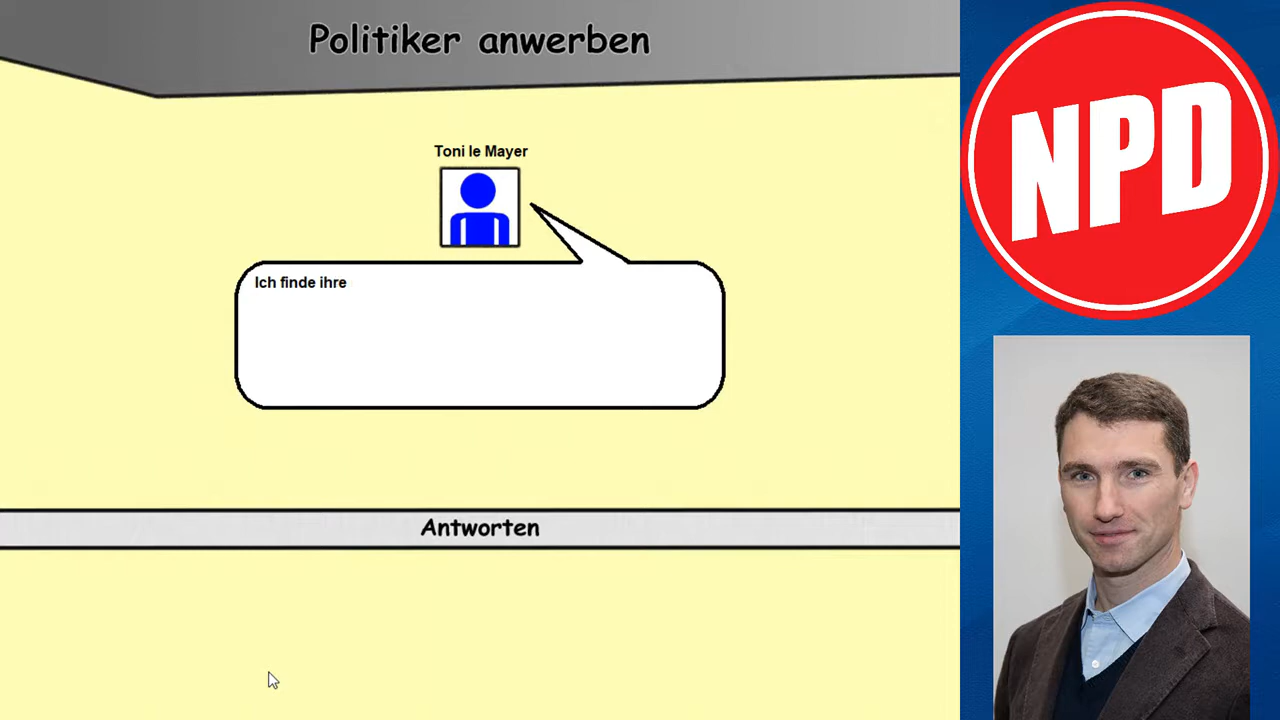 Politiker anwerben
Toni le Mayer
Ich finde ihre
Antworten
NPD